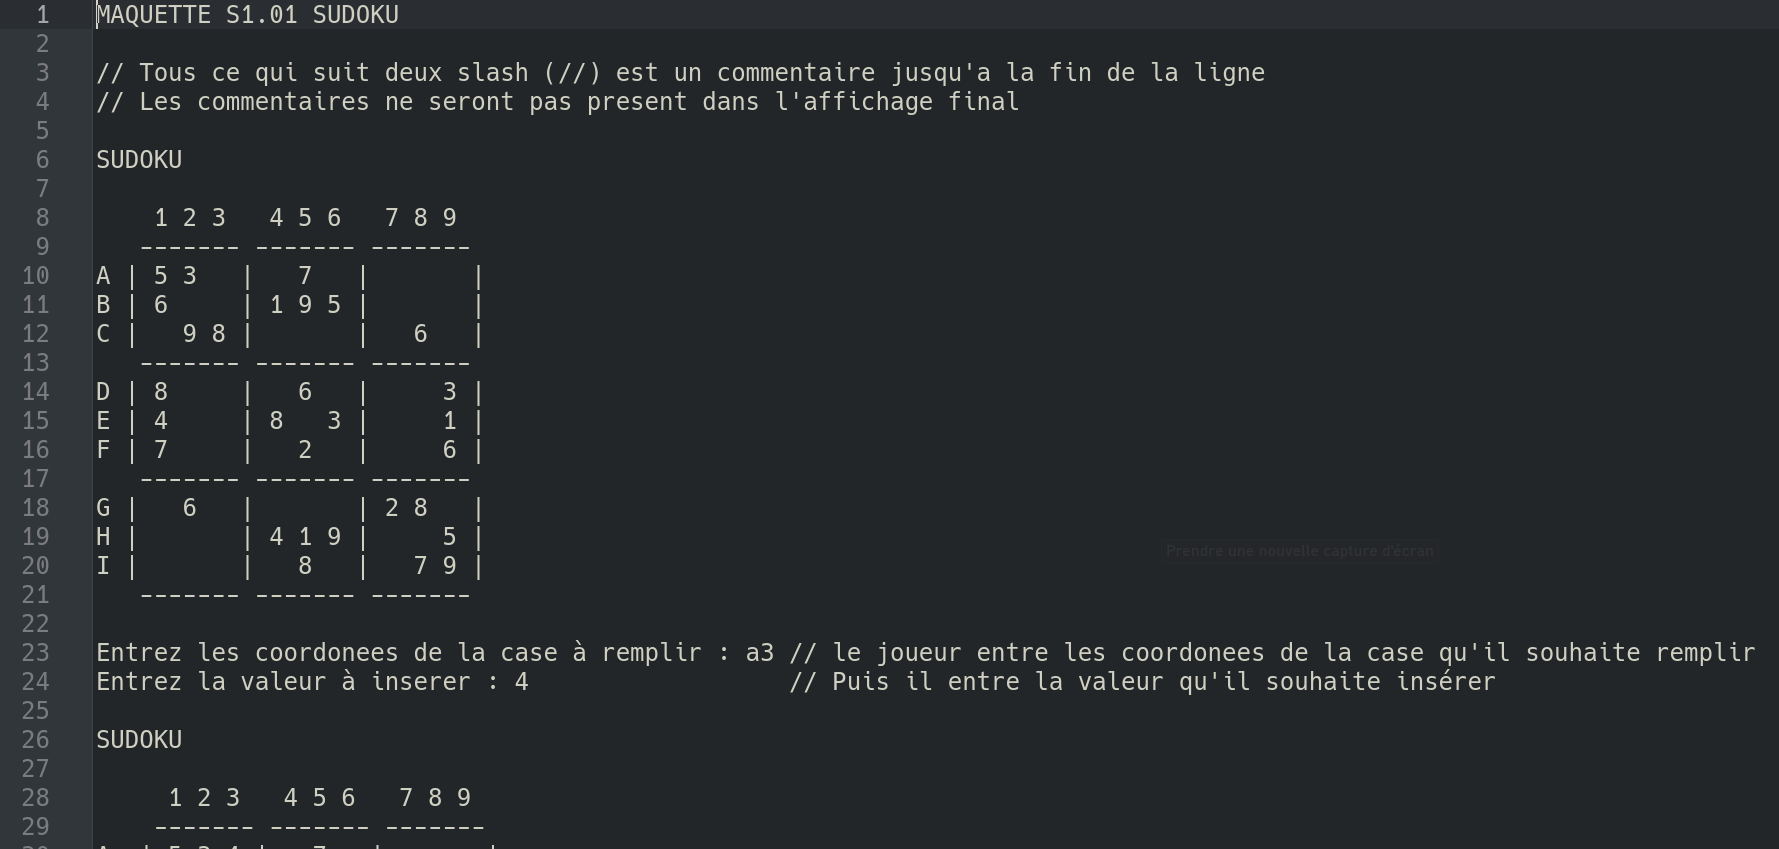 1 MAQUETTE S1.01 SUDOKU
2
3 // Tous ce qui suit deux slash (//) est un commentaire jusqu'a la fin de la ligne
4 // Les commentaires ne seront pas present dans l'affichage final
5
6 SUDOKU
7
8     1 2 3   4 5 6   7 8 9
9    ------- ------- -------
10 A | 5 3   |   7   |       |
11 B | 6     | 1 9 5 |       |
12 C |   9 8 |       |   6   |
13    ------- ------- -------
14 D | 8     |   6   |     3 |
15 E | 4     | 8   3 |     1 |
16 F | 7     |   2   |     6 |
17    ------- ------- -------
18 G |   6   |       | 2 8   |
19 H |       | 4 1 9 |     5 |
20 I |       |   8   |   7 9 |
21    ------- ------- -------
22
23 Entrez les coordonees de la case à remplir : a3 // le joueur entre les coordonees de la case qu'il souhaite remplir
24 Entrez la valeur à inserer : 4                  // Puis il entre la valeur qu'il souhaite insérer
25
26 SUDOKU
27
28      1 2 3   4 5 6   7 8 9
29     ------- ------- -------
Prendre une nouvelle capture d'écran